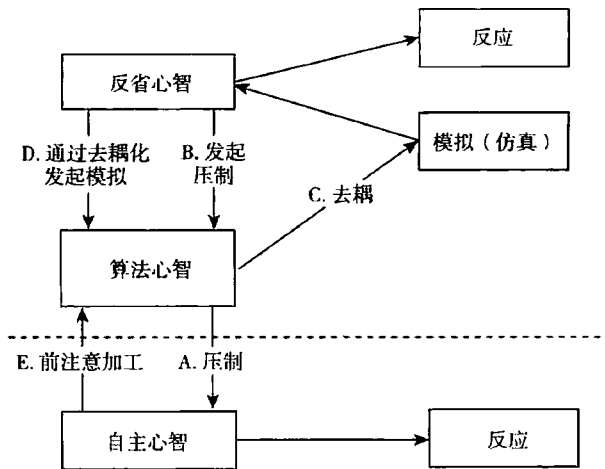 反应
反省心智
模拟（仿真）
D. 通过去耦化
发起模拟
B. 发起
压制
C. 去耦
算法心智
E. 前注意加工
A. 压制
自主心智
反应